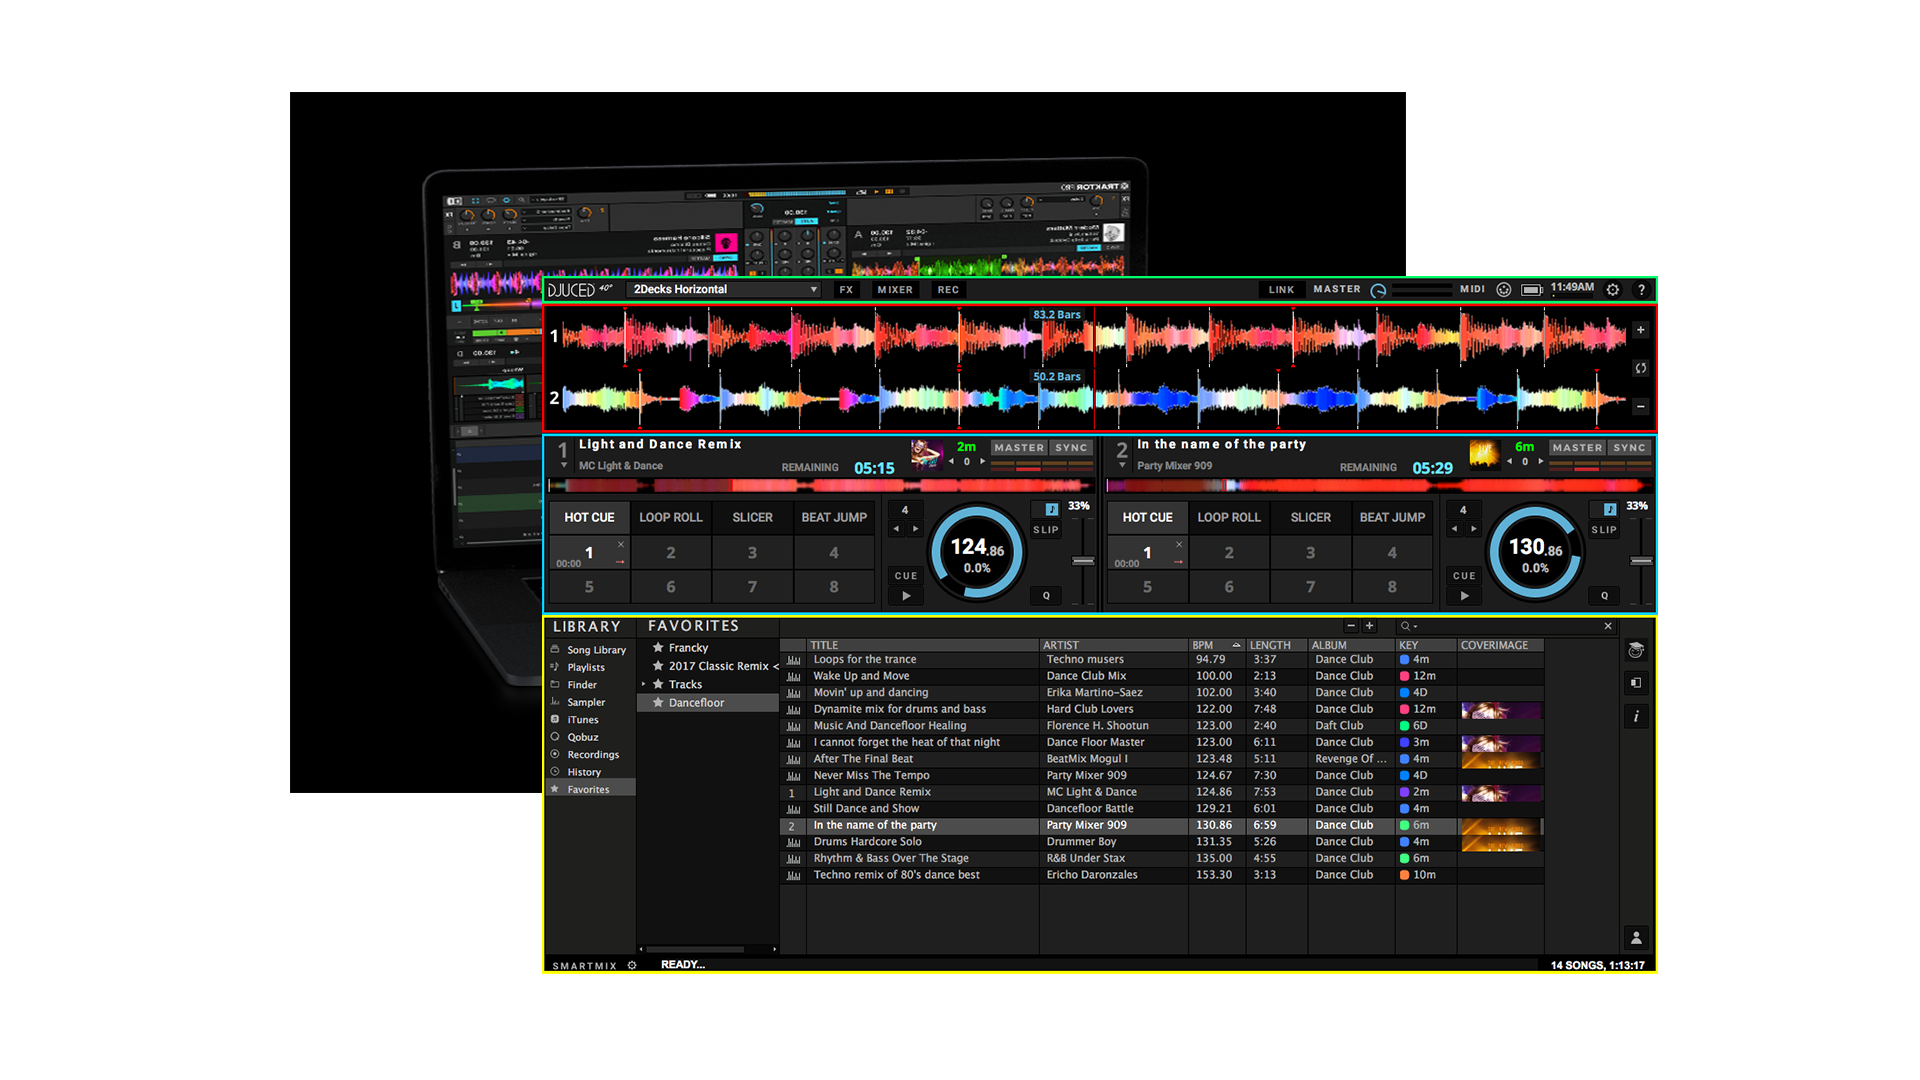 DJUCED 40°
2Decks Horizontal
FX
MIXER
REC
LINK
MASTER
MIDI
11:49AM
?
1
83.2 Bars
2
50.2 Bars
+
−
1
Light and Dance Remix
MC Light & Dance
REMAINING
05:15
2m
0
MASTER
SYNC
HOT CUE
LOOP ROLL
SLICER
BEAT JUMP
1
00:00
2
3
4
5
6
7
8
4
CUE
124.86
0.0%
SLIP
Q
33%
2
In the name of the party
Party Mixer 909
REMAINING
05:29
6m
0
MASTER
SYNC
HOT CUE
LOOP ROLL
SLICER
BEAT JUMP
1
00:00
2
3
4
5
6
7
8
4
CUE
130.86
0.0%
SLIP
Q
33%
LIBRARY
Song Library
Playlists
Finder
Sampler
iTunes
Qobuz
Recordings
History
Favorites
FAVORITES
Francky
2017 Classic Remix <
Tracks
Dancefloor
TITLE ARTIST BPM LENGTH ALBUM KEY COVERIMAGE
Loops for the trance Techno musers 94.79 3:37 Dance Club 4m
Wake Up and Move Dance Club Mix 100.00 2:13 Dance Club 12m
Movin' up and dancing Erika Martino-Saez 102.00 3:40 Dance Club 4D
Dynamite mix for drums and bass Hard Club Lovers 122.00 7:48 Dance Club 12m
Music And Dancefloor Healing Florence H. Shootun 123.00 2:40 Daft Club 6D
I cannot forget the heat of that night Dance Floor Master 123.00 6:11 Dance Club 3m
After The Final Beat BeatMix Mogul I 123.48 5:11 Revenge Of ... 4m
Never Miss The Tempo Party Mixer 909 124.67 7:30 Dance Club 4D
1 Light and Dance Remix MC Light & Dance 124.86 7:53 Dance Club 2m
Still Dance and Show Dancefloor Battle 129.21 6:01 Dance Club 4m
2 In the name of the party Party Mixer 909 130.86 6:59 Dance Club 6m
Drums Hardcore Solo Drummer Boy 131.35 5:26 Dance Club 4m
Rhythm & Bass Over The Stage R&B Under Stax 135.00 4:55 Dance Club 6m
Techno remix of 80's dance best Ericho Daronzales 153.30 3:13 Dance Club 10m
SMARTMIX
READY...
14 SONGS, 1:13:17
TRAKTOR PRO